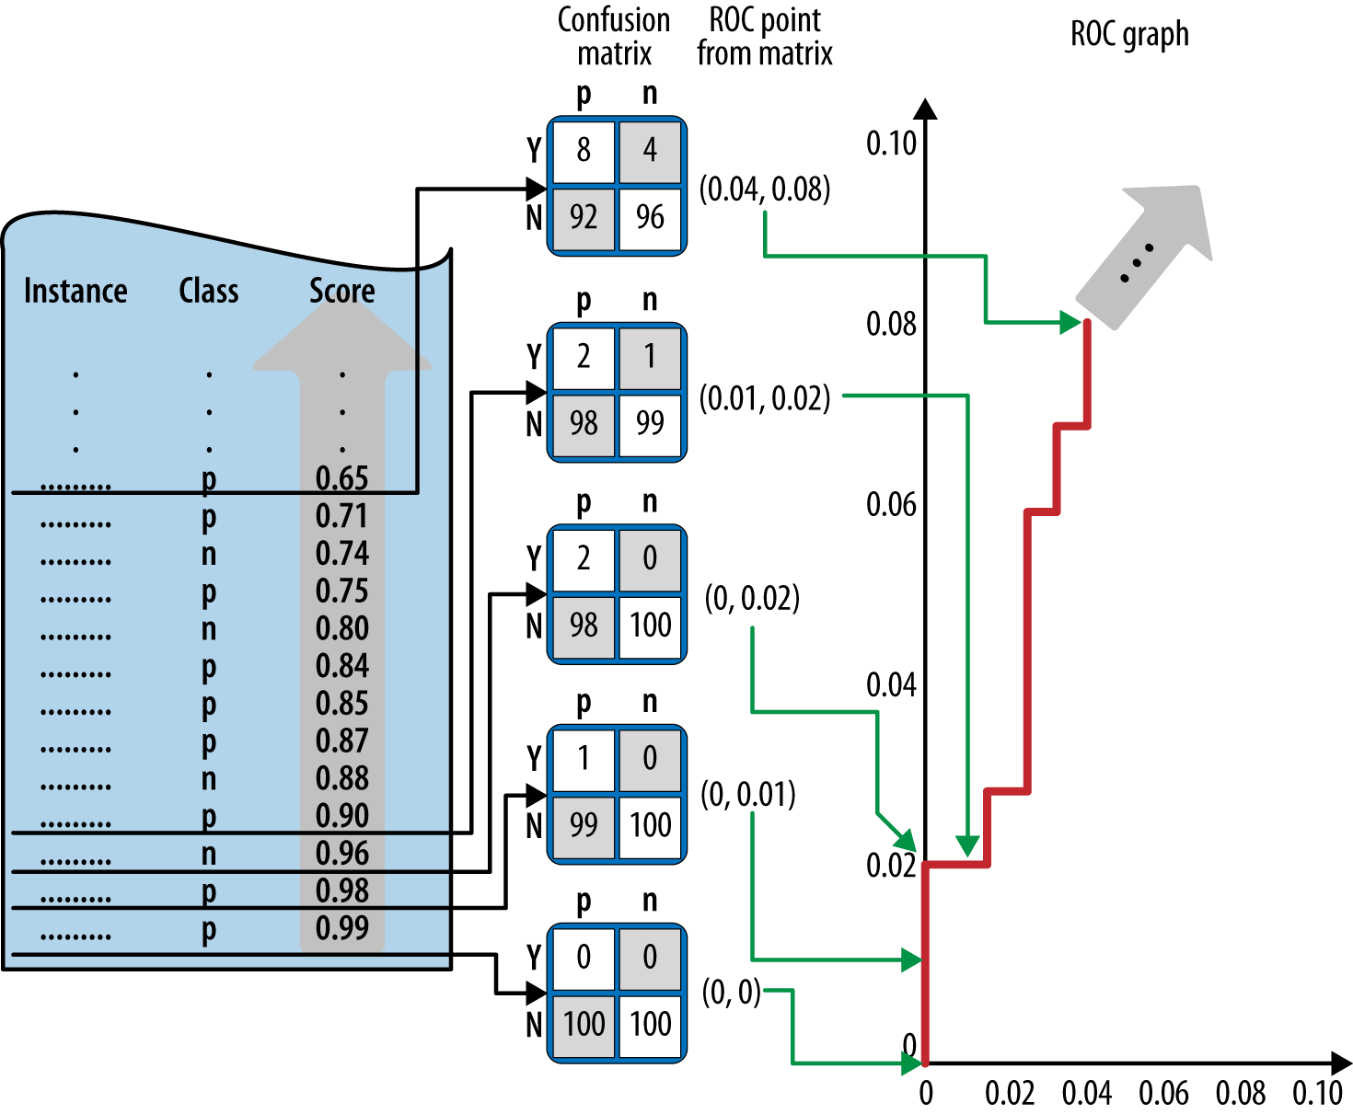 Confusion matrix
ROC point from matrix
ROC graph
Instance Class Score
. . .
. . .
. . .
......... p 0.65
......... p 0.71
......... n 0.74
......... p 0.75
......... n 0.80
......... p 0.84
......... p 0.85
......... p 0.87
......... n 0.88
......... p 0.90
......... n 0.96
......... p 0.98
......... p 0.99
p n
Y 8 4
N 92 96
(0.04, 0.08)
p n
Y 2 1
N 98 99
(0.01, 0.02)
p n
Y 2 0
N 98 100
(0, 0.02)
p n
Y 1 0
N 99 100
(0, 0.01)
p n
Y 0 0
N 100 100
(0, 0)
0.10
0.08
0.06
0.04
0.02
0
0 0.02 0.04 0.06 0.08 0.10
...